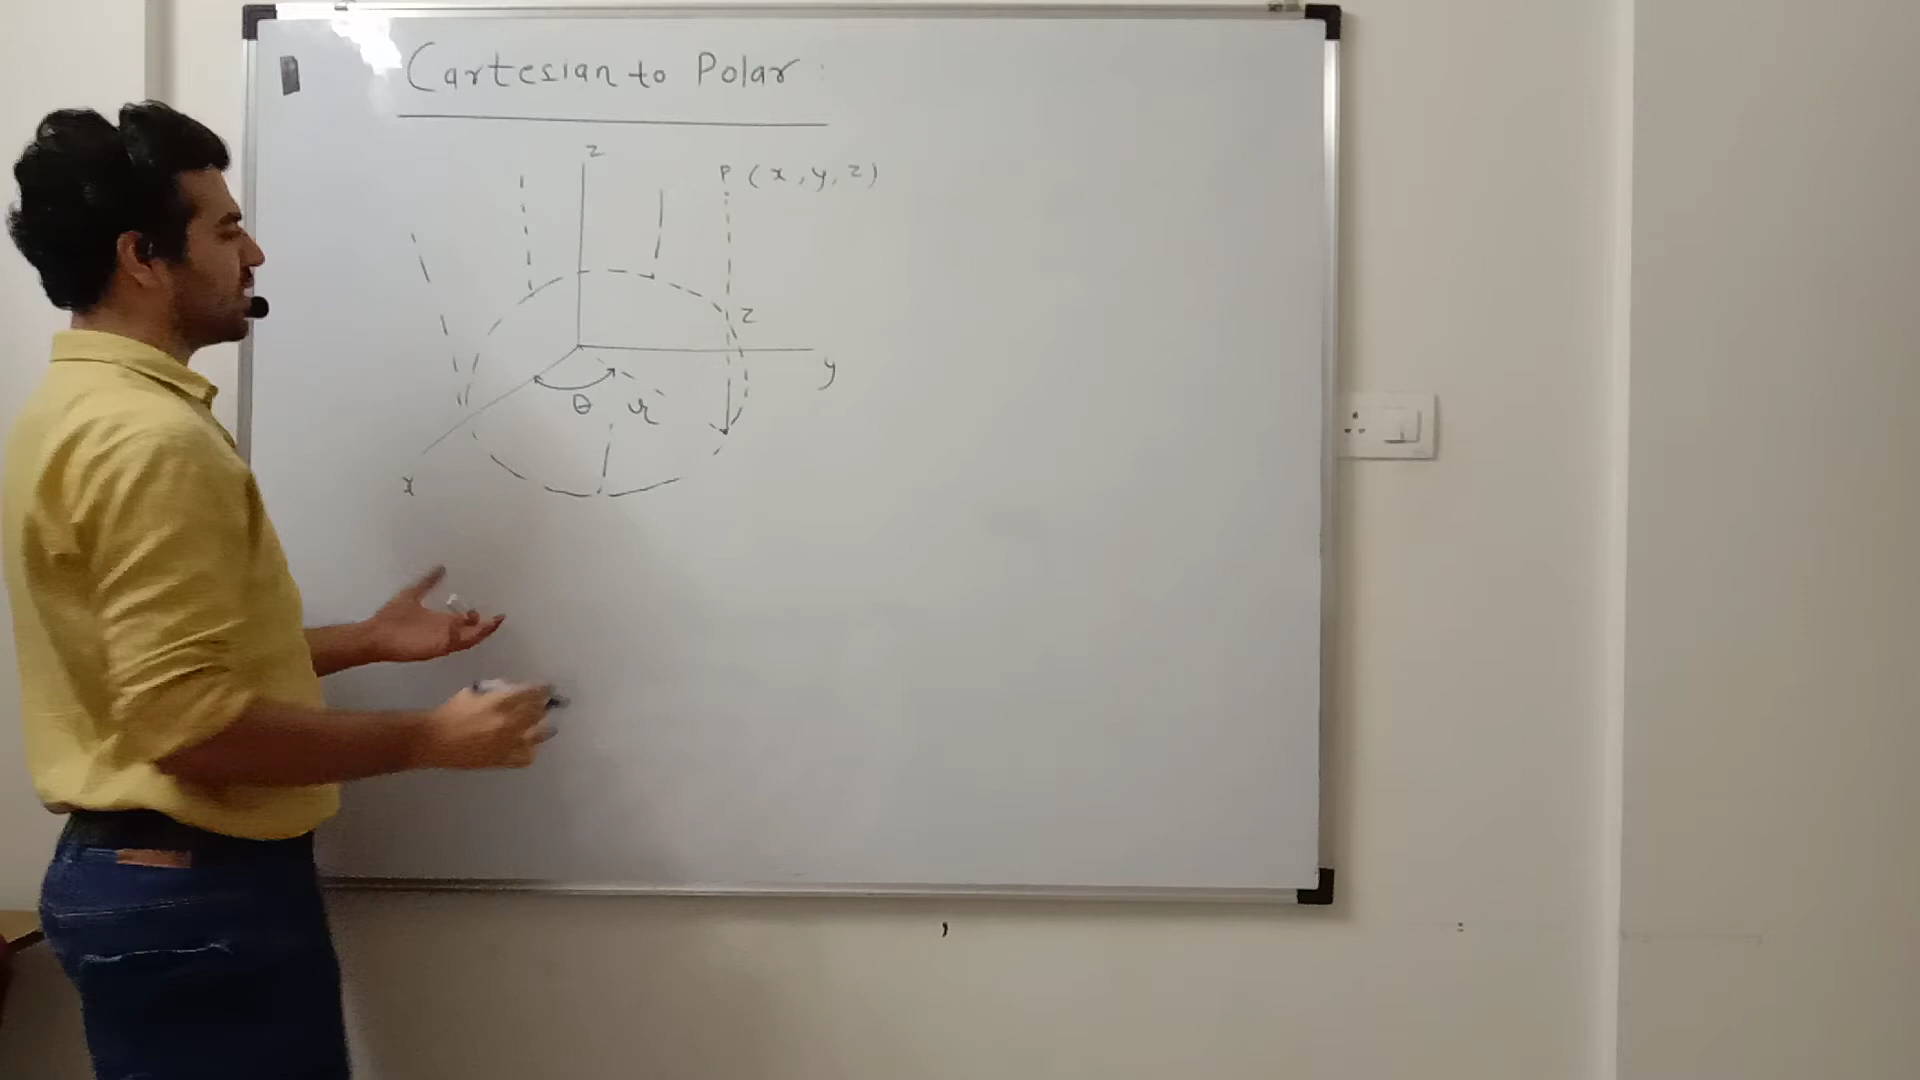 Cartesian to Polar :
z
P (x, y, z)
z
y
θ r
x